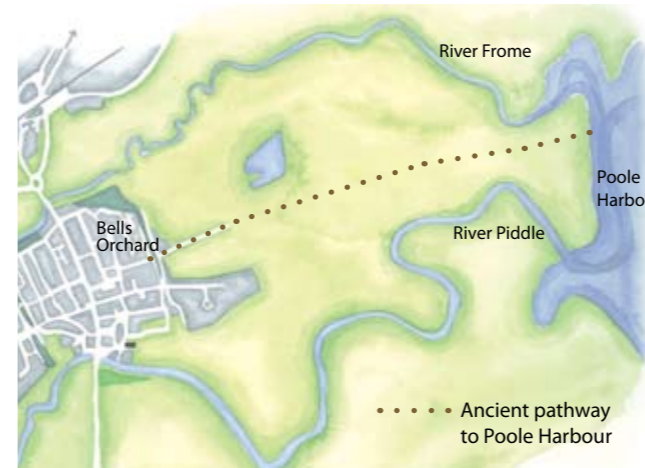 River Frome
Poole
Harbo
Bells
Orchard
River Piddle
Ancient pathway
to Poole Harbour